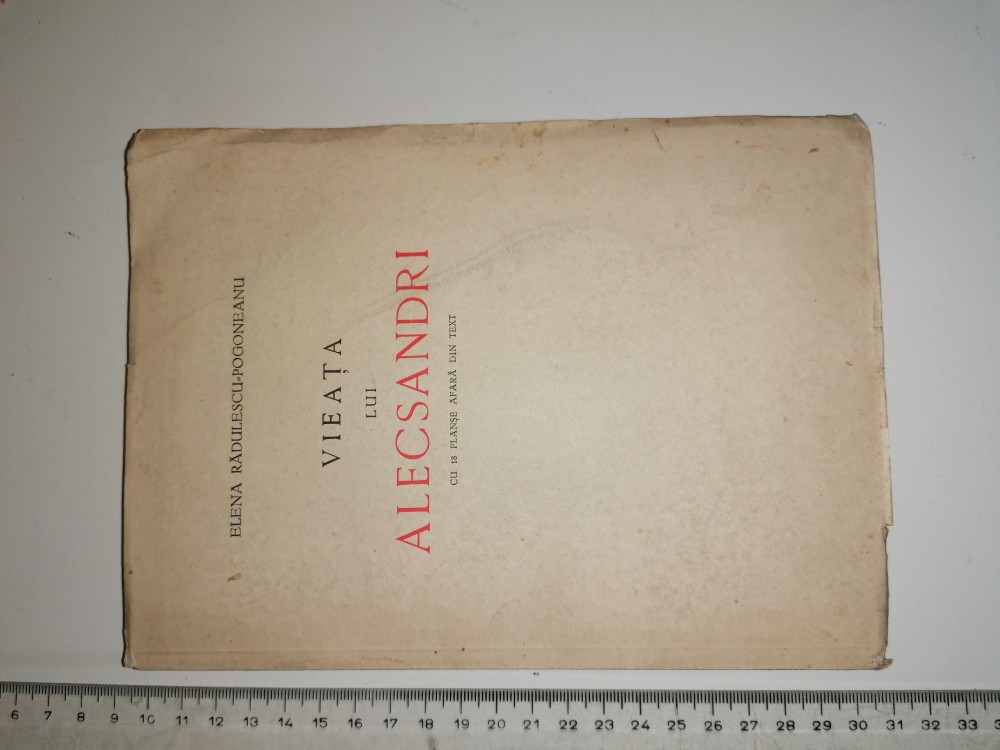 ELENA RĂDULESCU-POGONEANU
VIEAȚA
LUI
ALECSANDRI
CU 18 PLANȘE AFARĂ DIN TEXT
6 7 8 9 10 11 12 13 14 15 16 17 18 19 20 21 22 23 24 25 26 27 28 29 30 31 32 33